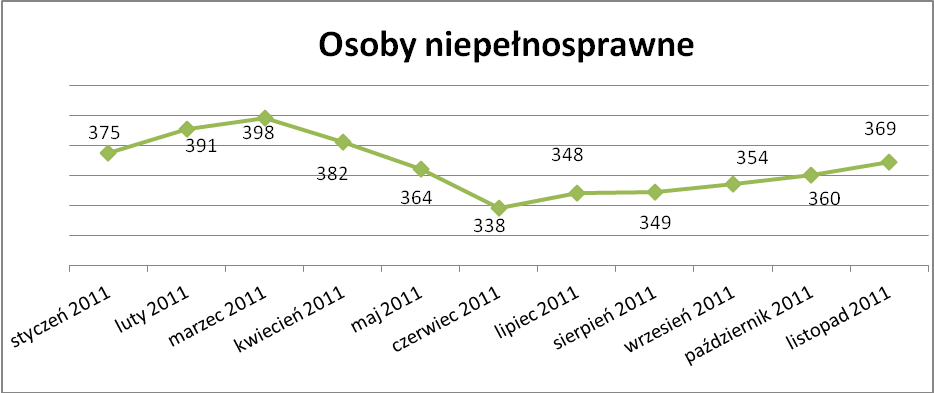 Osoby niepełnosprawne
375
391
398
382
364
338
348
349
354
360
369
styczeń 2011
luty 2011
marzec 2011
kwiecień 2011
maj 2011
czerwiec 2011
lipiec 2011
sierpień 2011
wrzesień 2011
październik 2011
listopad 2011